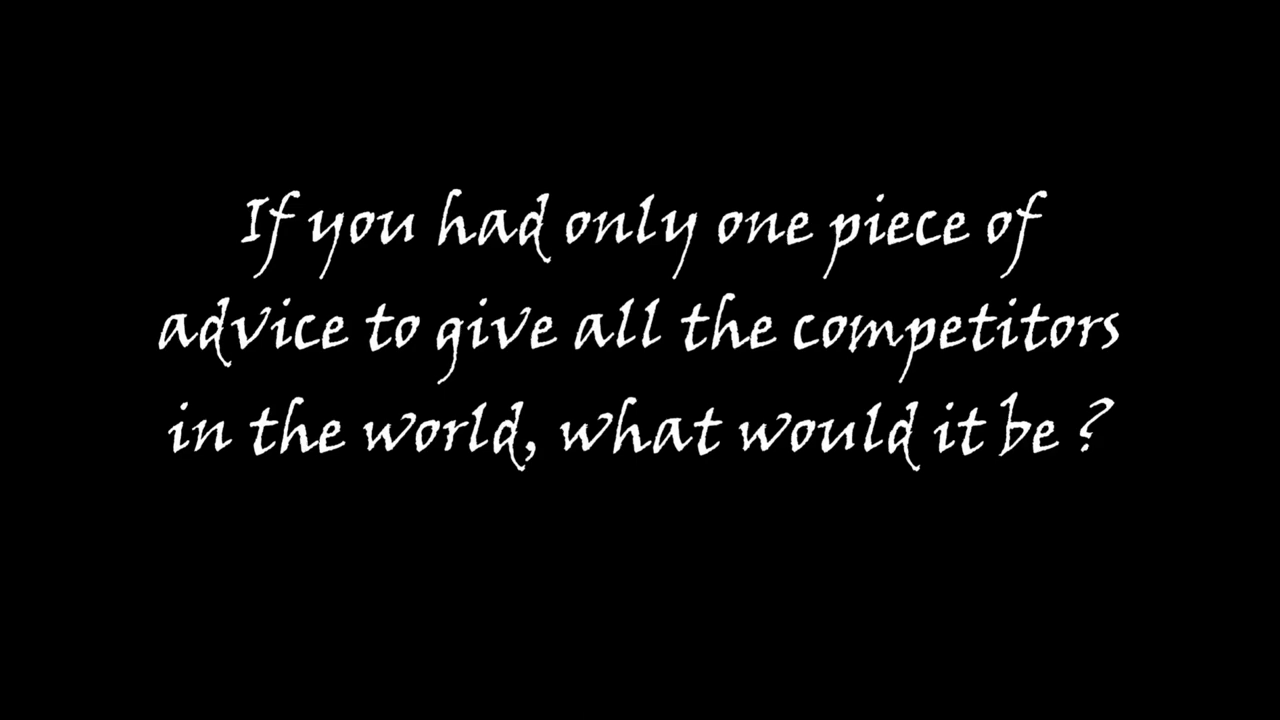 If you had only one piece of
advice to give all the competitors
in the world, what would it be ?